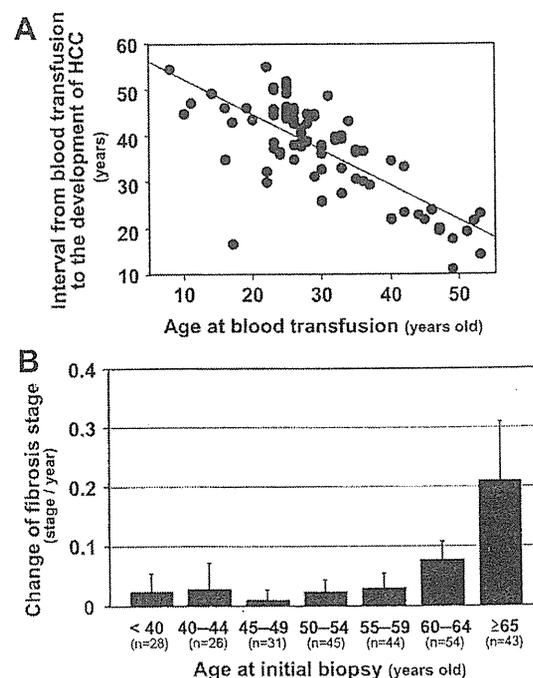 A
Interval from blood transfusion
to the development of HCC
(years)
60
50
40
30
20
10
10 20 30 40 50
Age at blood transfusion (years old)
B
Change of fibrosis stage
(stage / year)
0.4
0.3
0.2
0.1
0
< 40 40–44 45–49 50–54 55–59 60–64 ≥65
(n=28) (n=26) (n=31) (n=45) (n=44) (n=54) (n=43)
Age at initial biopsy (years old)